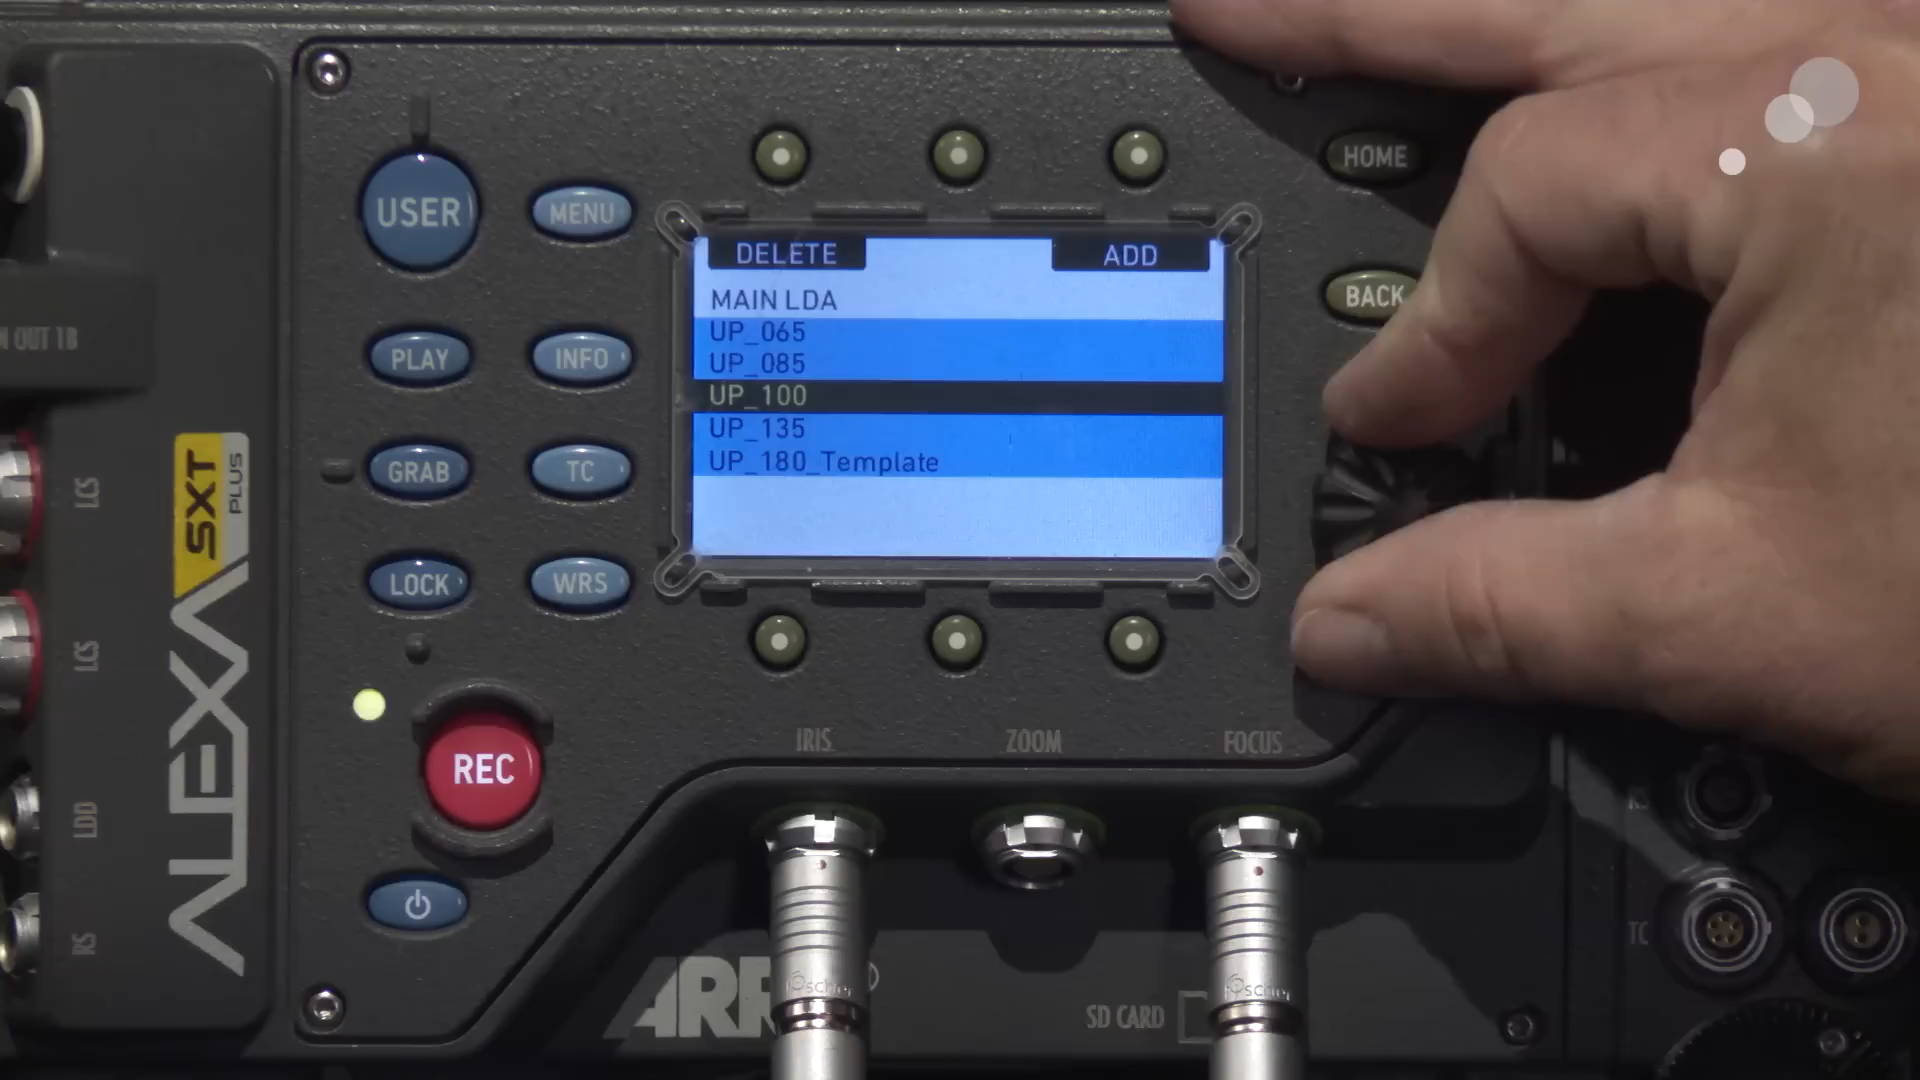 HOME
USER
MENU
DELETE
ADD
MAIN LDA
BACK
UP_065
N OUT 1B
PLAY
INFO
UP_085
UP_100
UP_135
UP_180_Template
GRAB
TC
SXT
PLUS
LCS
LOCK
WRS
LCS
ALEXA
IRIS
ZOOM
FOCUS
REC
LDD
RS
TC
ARR
SD CARD